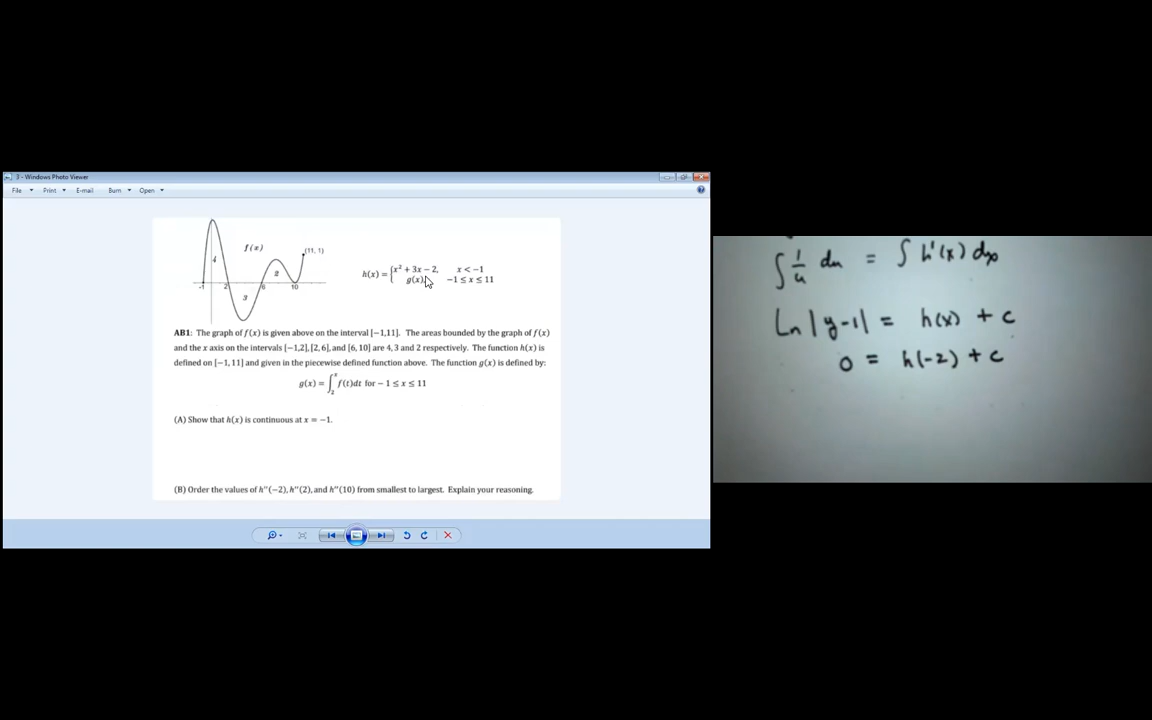 3 - Windows Photo Viewer
File Print E-mail Burn Open
f(x)
(11, 1)
4
2
3
-1 2 6 10
h(x) = { x² + 3x − 2, x < −1
g(x), −1 ≤ x ≤ 11
AB1: The graph of f(x) is given above on the interval [−1,11]. The areas bounded by the graph of f(x)
and the x axis on the intervals [−1,2], [2, 6], and [6, 10] are 4, 3 and 2 respectively. The function h(x) is
defined on [−1, 11] and given in the piecewise defined function above. The function g(x) is defined by:
g(x) = ∫₂ˣ f(t)dt for − 1 ≤ x ≤ 11
(A) Show that h(x) is continuous at x = −1.
(B) Order the values of h''(−2), h''(2), and h''(10) from smallest to largest. Explain your reasoning.
∫ 1/u du = ∫ h'(x) dx
Ln |y-1| = h(x) + c
0 = h(-2) + c